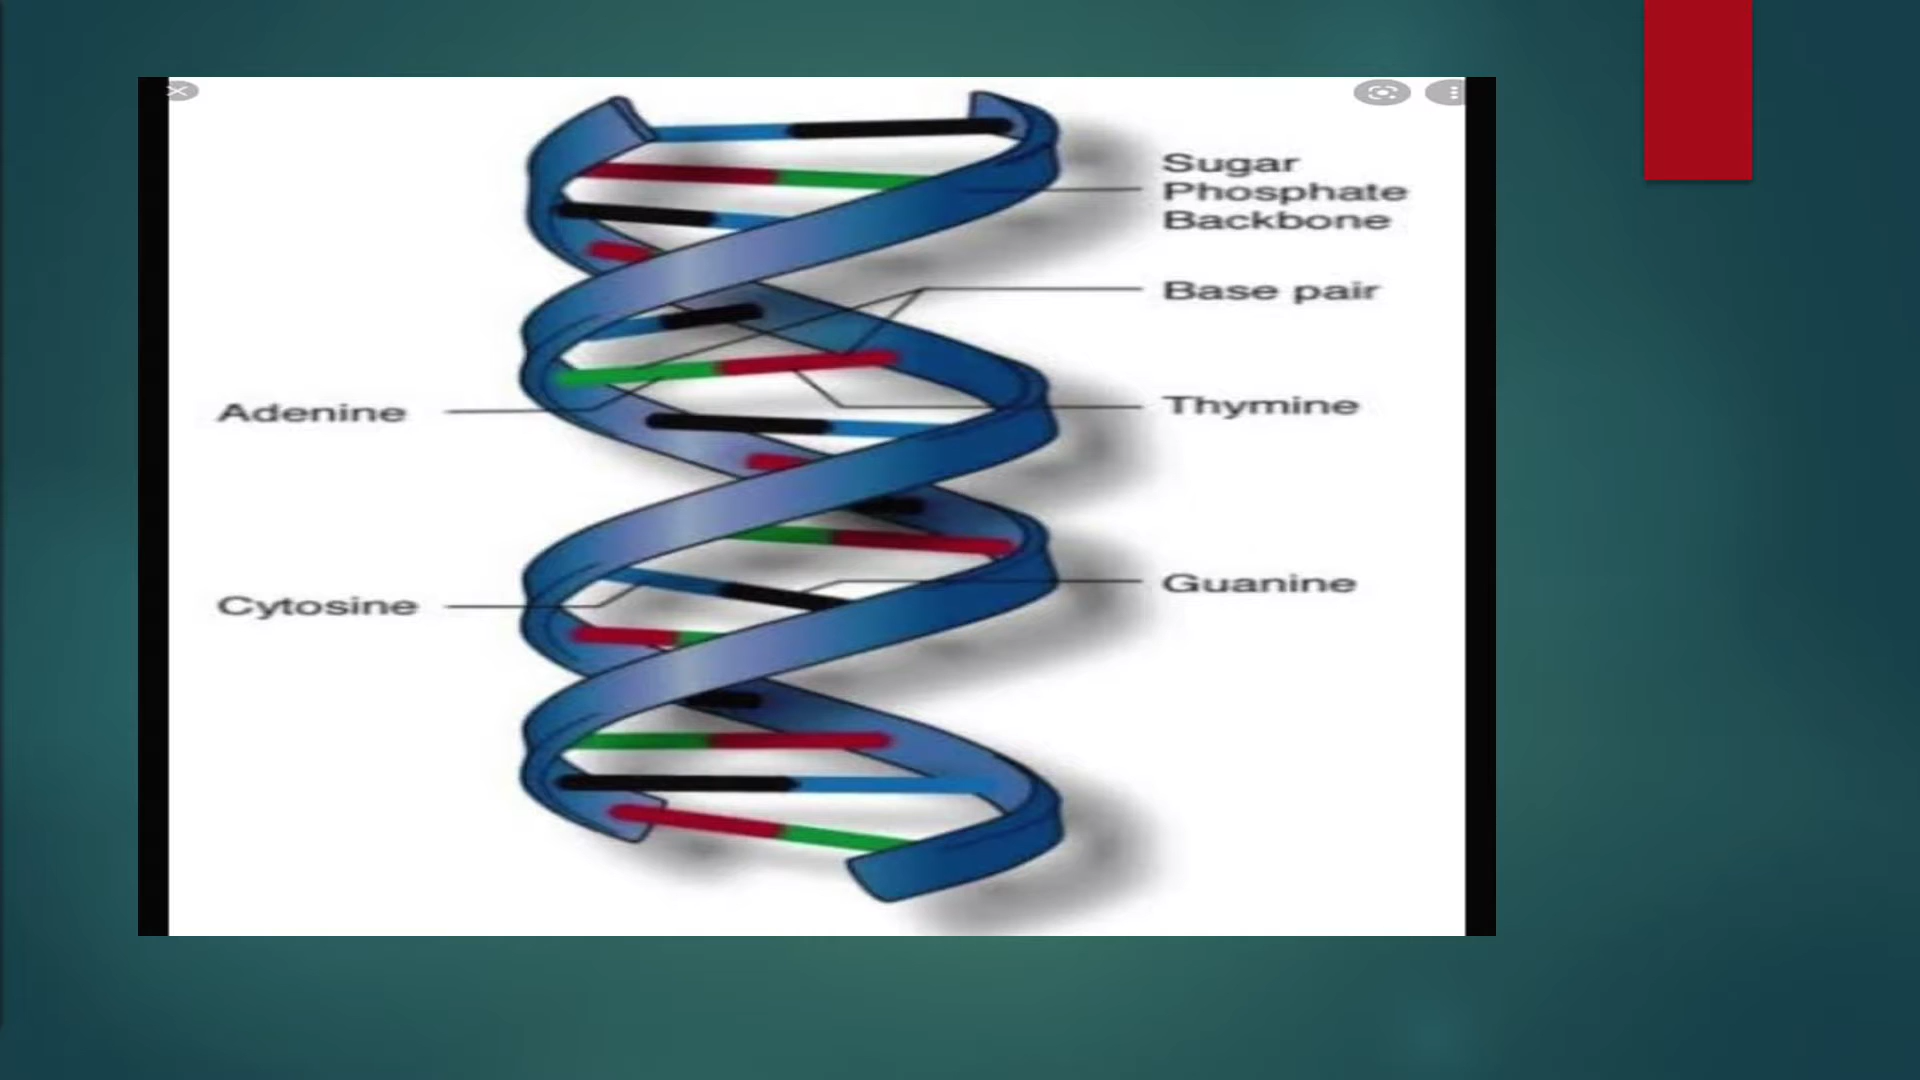 Sugar
Phosphate
Backbone
Base pair
Adenine
Thymine
Cytosine
Guanine